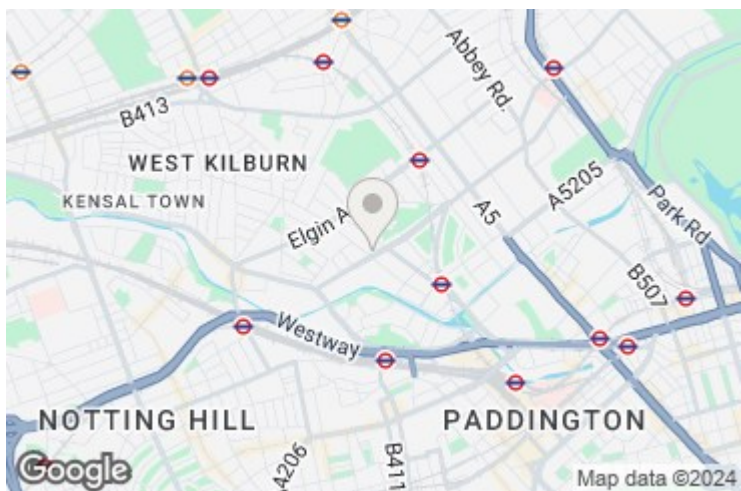 Abbey Rd.
B413
WEST KILBURN
KENSAL TOWN
Elgin A
A5
A5205
Park Rd
B507
Westway
NOTTING HILL
PADDINGTON
A206
B411
Google
Map data ©2024